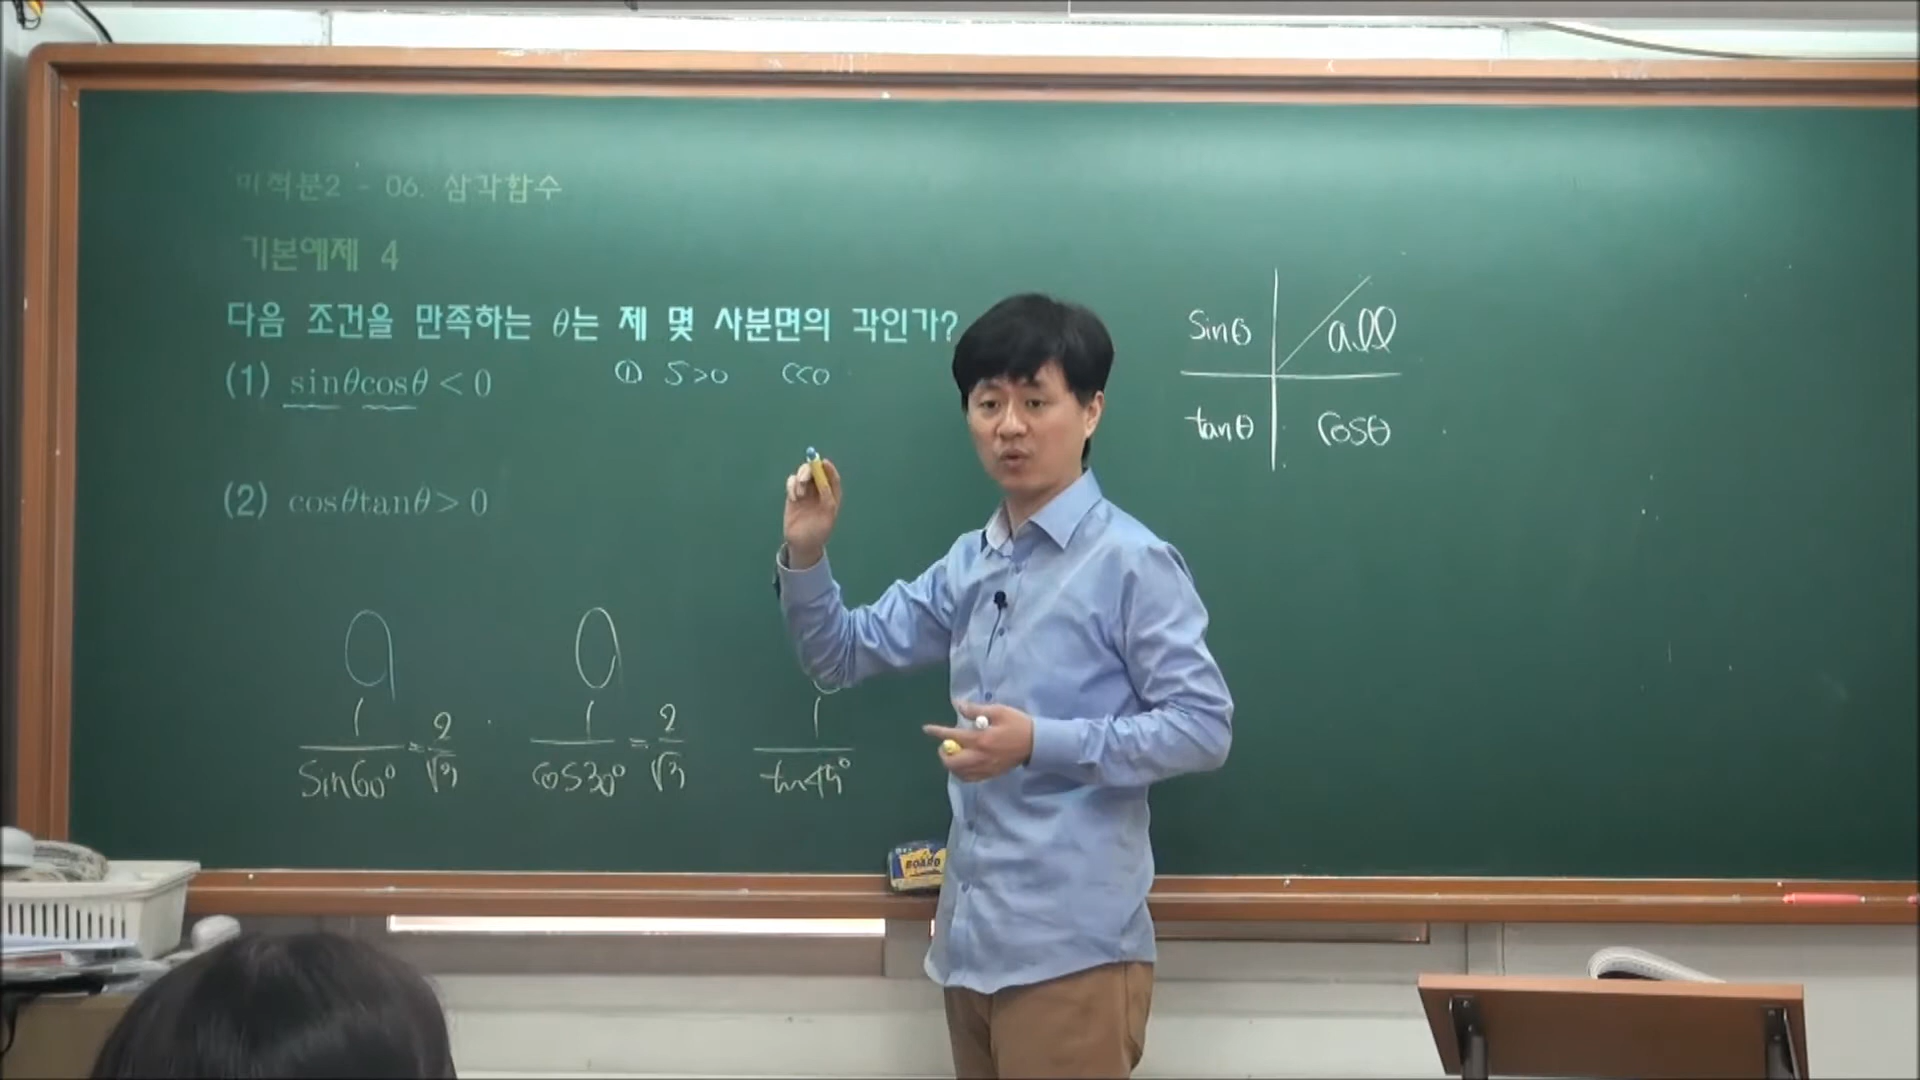 미적분2 - 06. 삼각함수
기본예제 4
다음 조건을 만족하는 θ는 제 몇 사분면의 각인가?
(1) sinθcosθ < 0
① S>0 C<0
(2) cosθtanθ > 0
sinθ all
tanθ cosθ
1/sin60° = 2/√3
1/cos30° = 2/√3
1/tan45°
BOARD